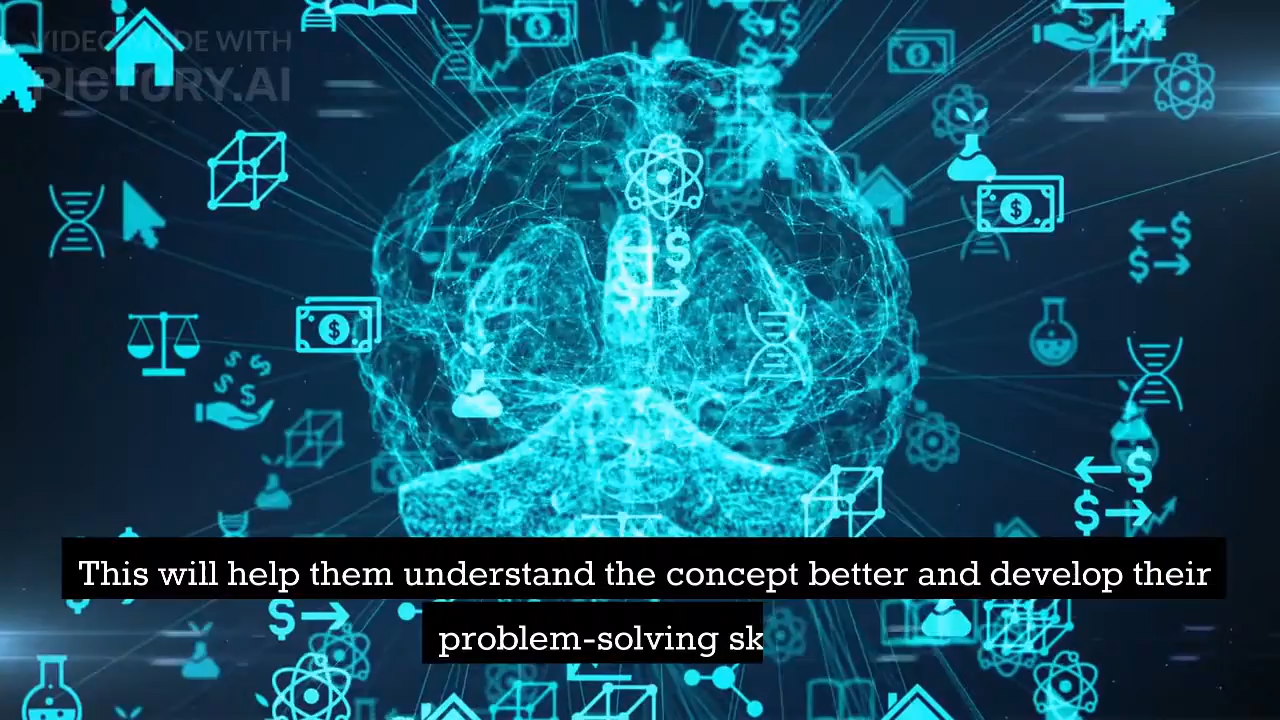 VIDEO MADE WITH
PICTORY.AI
This will help them understand the concept better and develop their
problem-solving sk